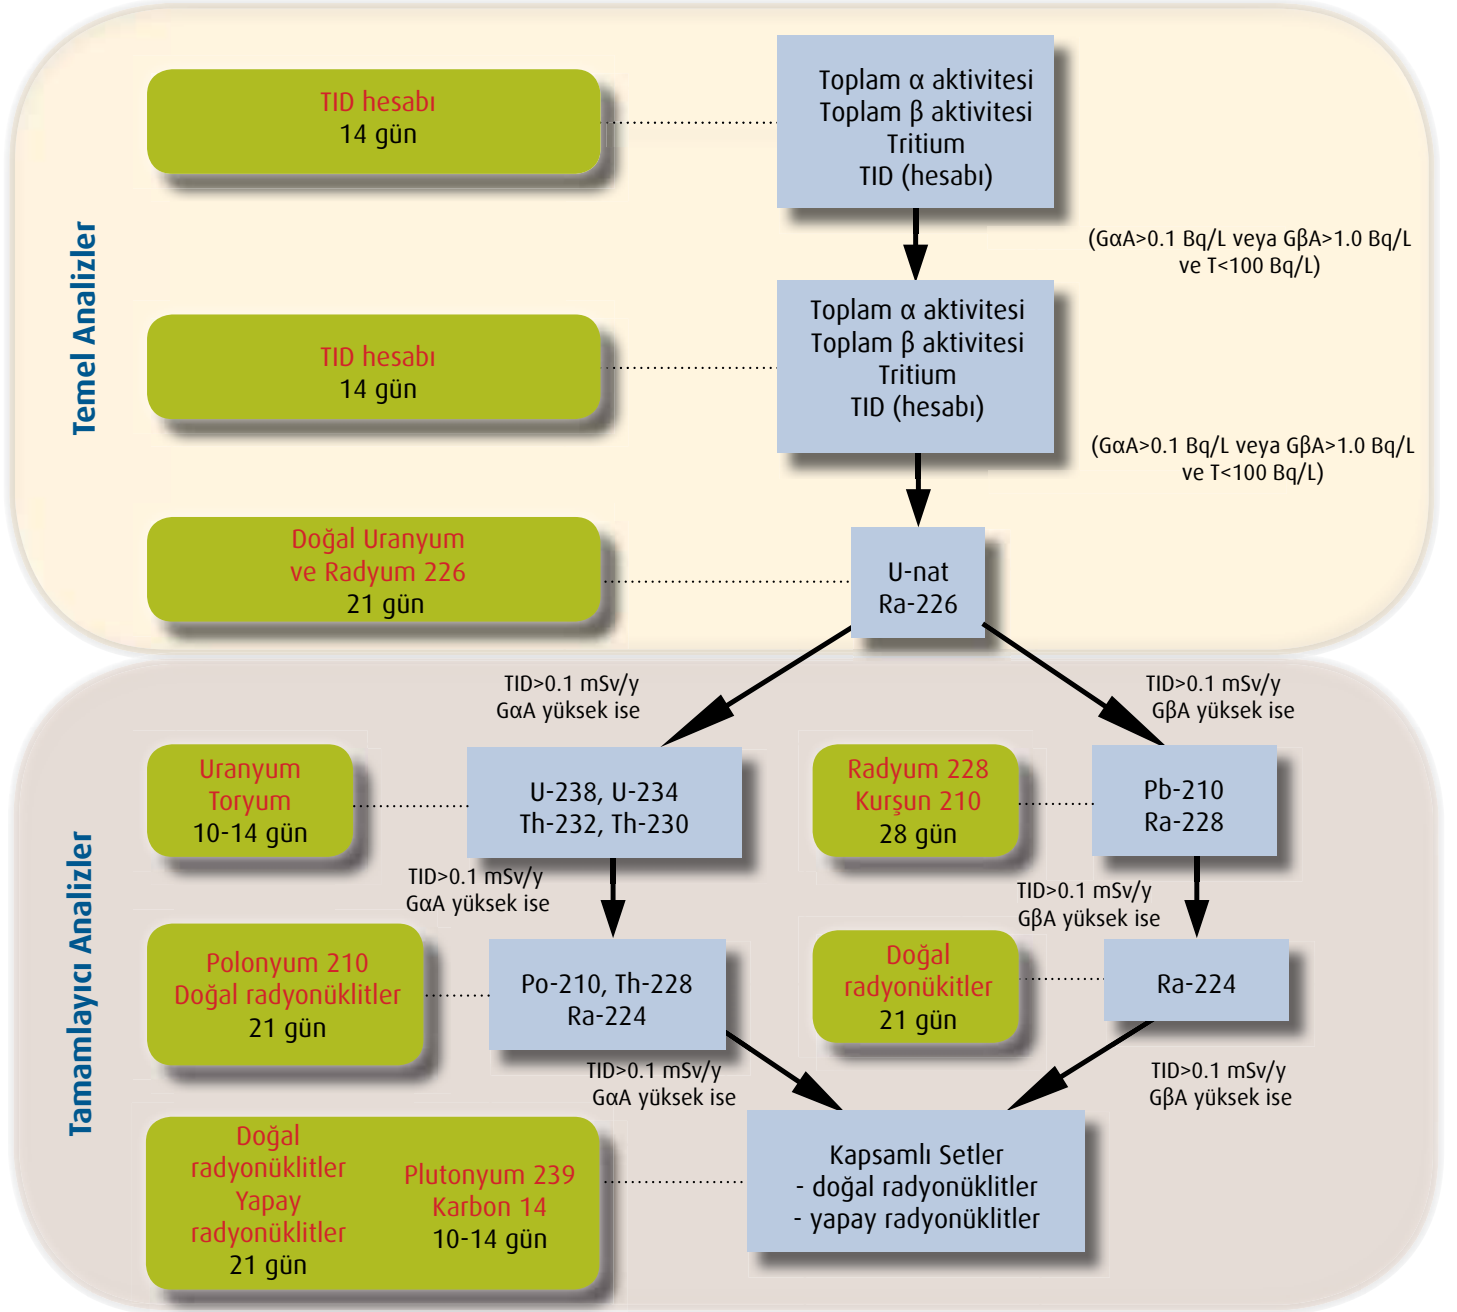 Temel Analizler
TID hesabı
14 gün
Toplam α aktivitesi
Toplam β aktivitesi
Tritium
TID (hesabı)
(GαA>0.1 Bq/L veya GβA>1.0 Bq/L
ve T<100 Bq/L)
TID hesabı
14 gün
Toplam α aktivitesi
Toplam β aktivitesi
Tritium
TID (hesabı)
(GαA>0.1 Bq/L veya GβA>1.0 Bq/L
ve T<100 Bq/L)
Doğal Uranyum
ve Radyum 226
21 gün
U-nat
Ra-226
Tamamlayıcı Analizler
TID>0.1 mSv/y
GαA yüksek ise
TID>0.1 mSv/y
GβA yüksek ise
Uranyum
Toryum
10-14 gün
U-238, U-234
Th-232, Th-230
Radyum 228
Kurşun 210
28 gün
Pb-210
Ra-228
TID>0.1 mSv/y
GαA yüksek ise
TID>0.1 mSv/y
GβA yüksek ise
Polonyum 210
Doğal radyonüklitler
21 gün
Po-210, Th-228
Ra-224
Doğal
radyonükitler
21 gün
Ra-224
TID>0.1 mSv/y
GαA yüksek ise
TID>0.1 mSv/y
GβA yüksek ise
Doğal
radyonüklitler
Yapay
radyonüklitler
21 gün
Plutonyum 239
Karbon 14
10-14 gün
Kapsamlı Setler
- doğal radyonüklitler
- yapay radyonüklitler